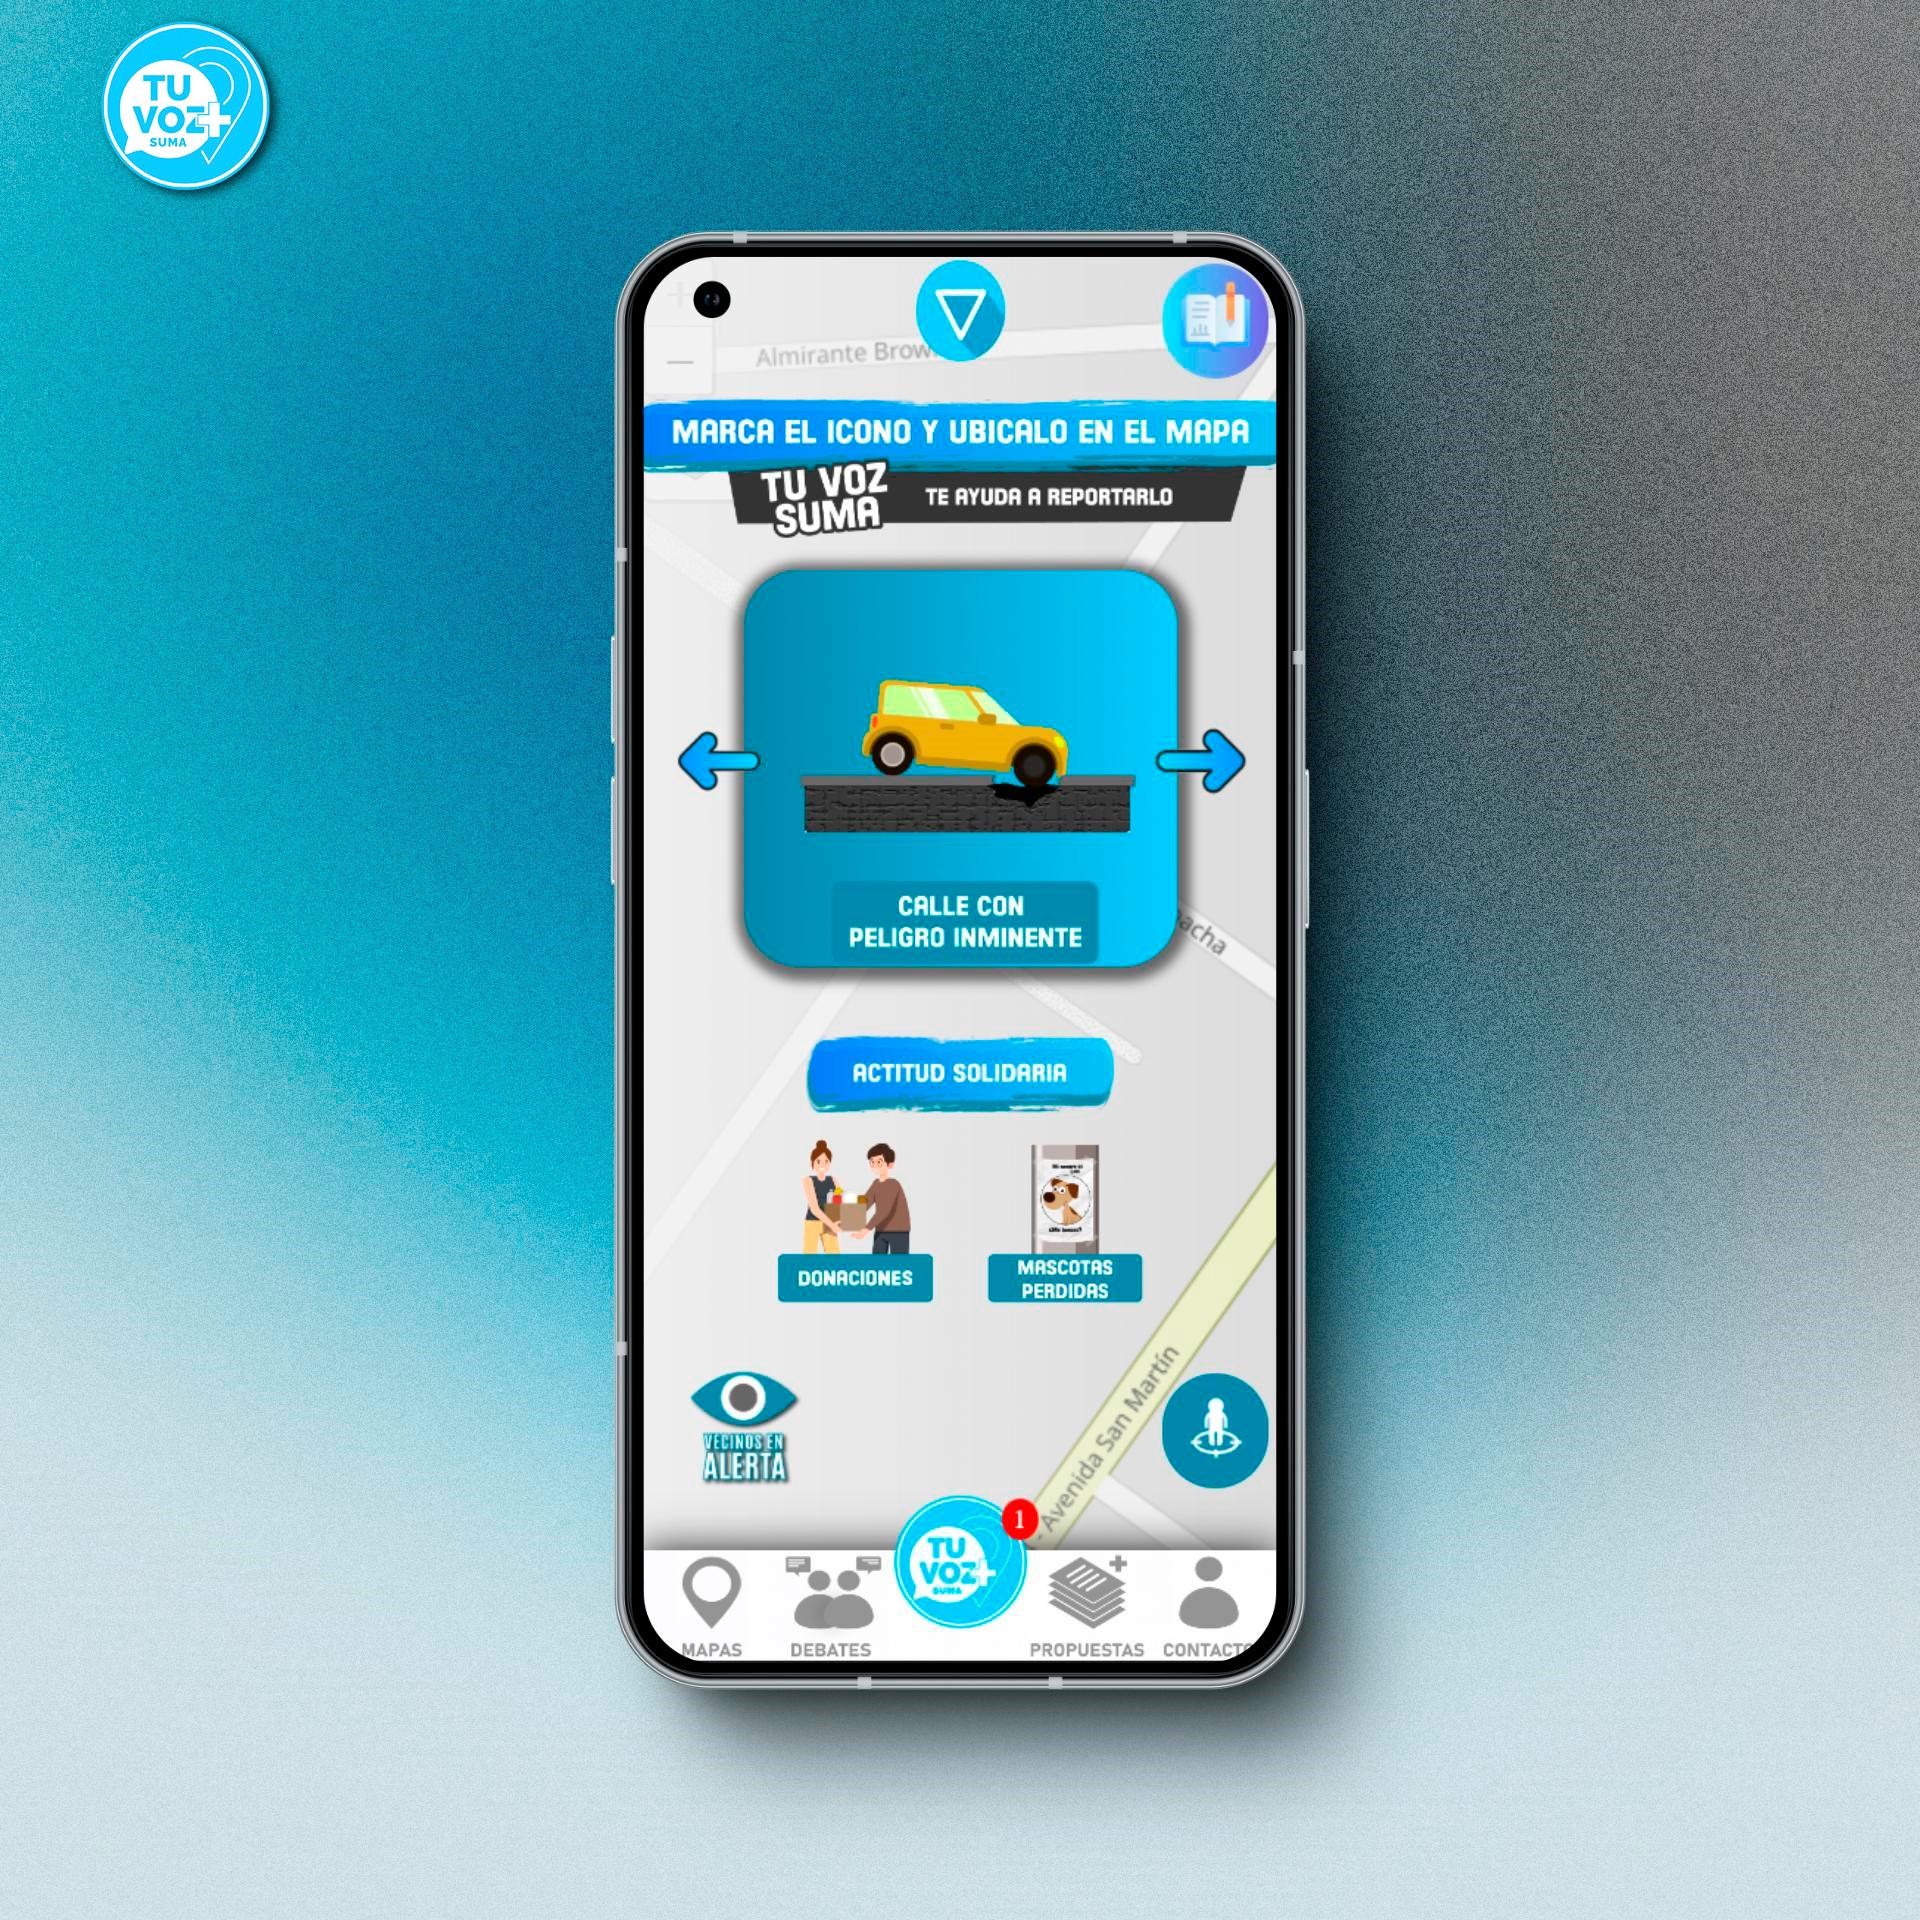 TU
VOZ+
SUMA
Almirante Brow
MARCA EL ICONO Y UBICALO EN EL MAPA
TU VOZ
SUMA
TE AYUDA A REPORTARLO
CALLE CON
PELIGRO INMINENTE
acha
ACTITUD SOLIDARIA
DONACIONES
MASCOTAS
PERDIDAS
VECINOS EN
ALERTA
Avenida San Martín
1
TU
VOZ+
SUMA
MAPAS
DEBATES
PROPUESTAS
CONTACTO